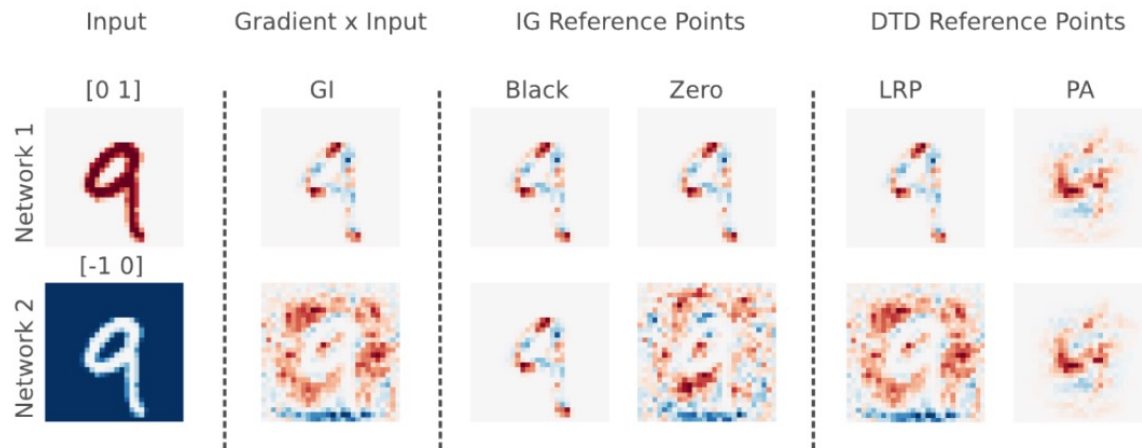 Input Gradient x Input IG Reference Points DTD Reference Points
[0 1] GI Black Zero LRP PA
Network 1
[-1 0]
Network 2